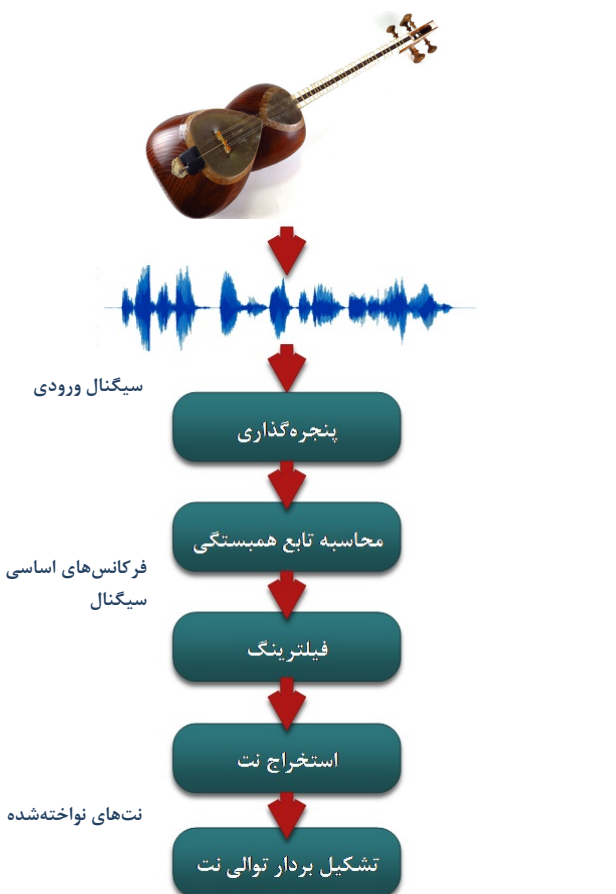 سیگنال ورودی
پنجره‌گذاری
محاسبه تابع همبستگی
فرکانس‌های اساسی
سیگنال
فیلترینگ
استخراج نت
نت‌های نواخته‌شده
تشکیل بردار توالی نت